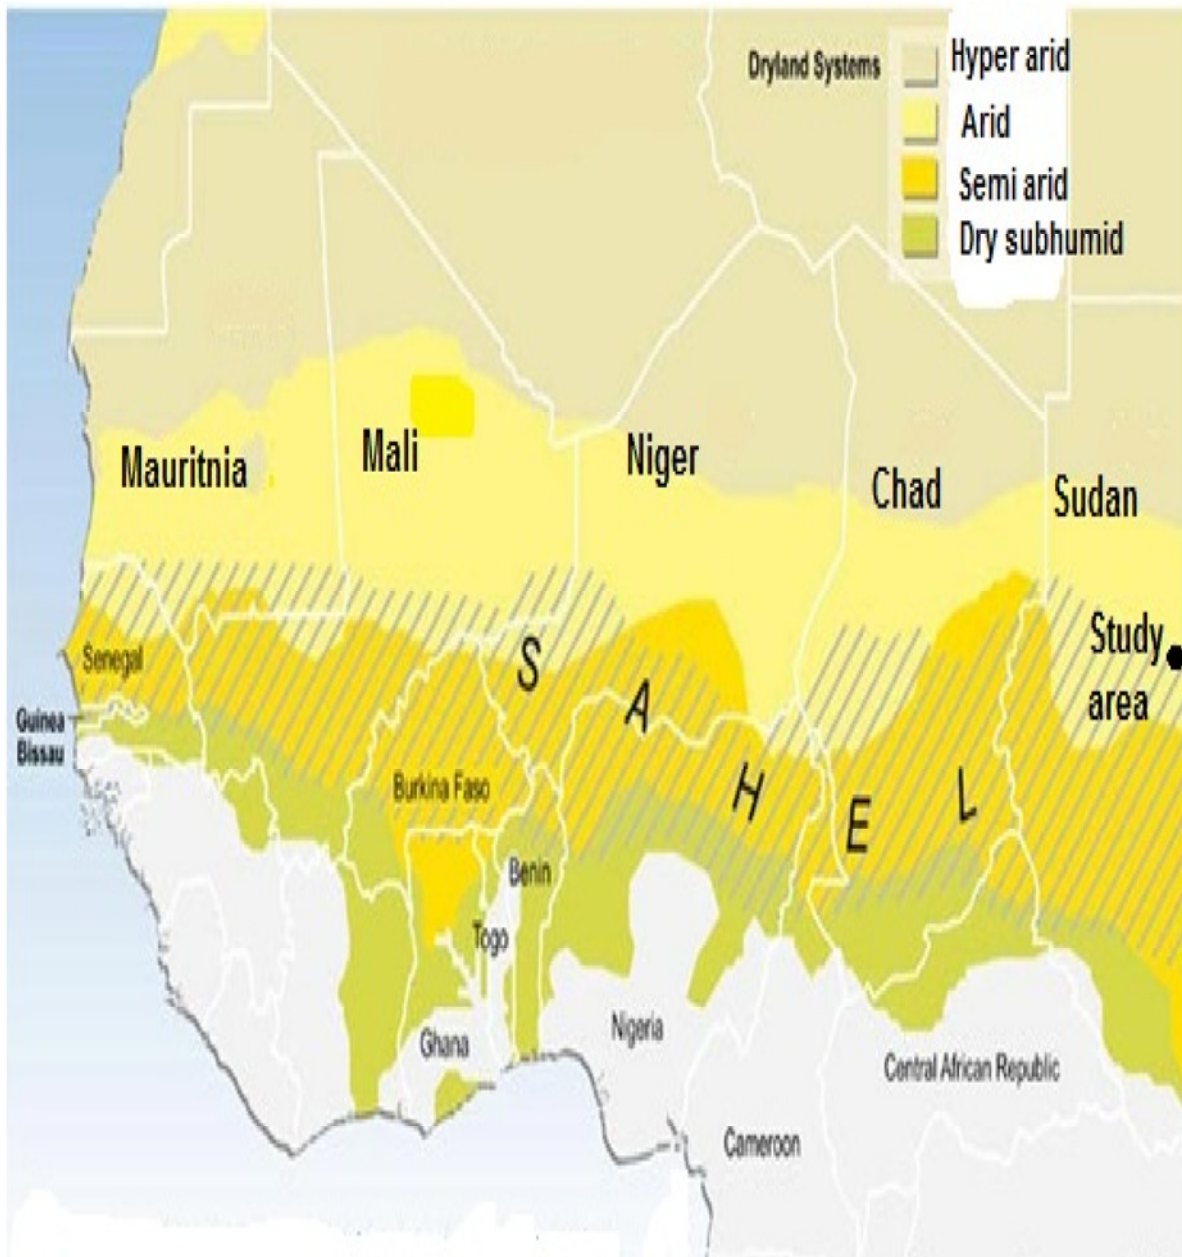 Dryland Systems
Hyper arid
Arid
Semi arid
Dry subhumid
Mauritnia
Mali
Niger
Chad
Sudan
Senegal
S A H E L
Study
area
Guinea
Bissau
Burkina Faso
Benin
Togo
Ghana
Nigeria
Central African Republic
Cameroon